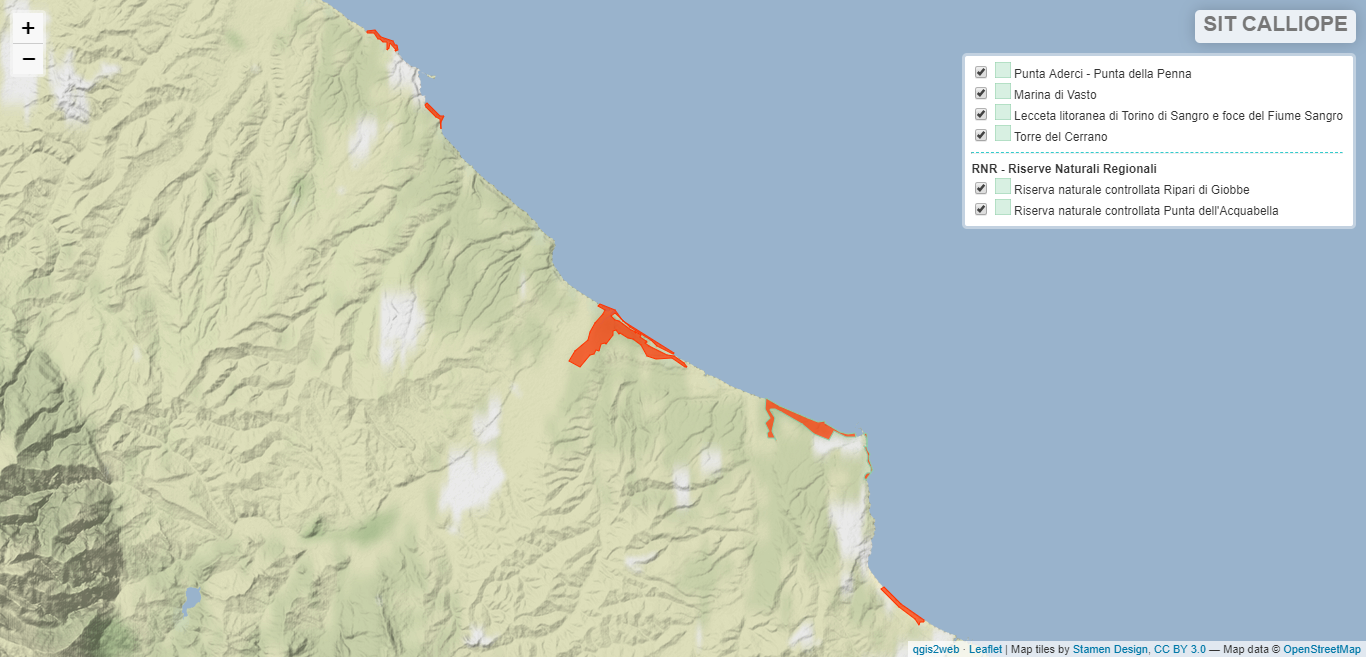 +
−
SIT CALLIOPE
Punta Aderci - Punta della Penna
Marina di Vasto
Lecceta litoranea di Torino di Sangro e foce del Fiume Sangro
Torre del Cerrano
RNR - Riserve Naturali Regionali
Riserva naturale controllata Ripari di Giobbe
Riserva naturale controllata Punta dell'Acquabella
qgis2web · Leaflet | Map tiles by Stamen Design, CC BY 3.0 — Map data © OpenStreetMap